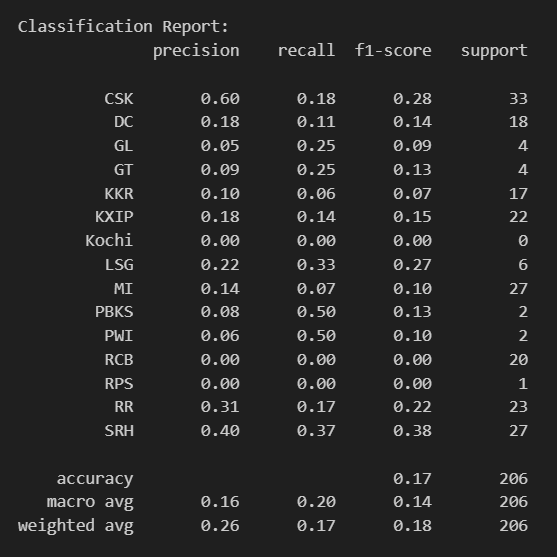 Classification Report:
precision recall f1-score support
CSK 0.60 0.18 0.28 33
DC 0.18 0.11 0.14 18
GL 0.05 0.25 0.09 4
GT 0.09 0.25 0.13 4
KKR 0.10 0.06 0.07 17
KXIP 0.18 0.14 0.15 22
Kochi 0.00 0.00 0.00 0
LSG 0.22 0.33 0.27 6
MI 0.14 0.07 0.10 27
PBKS 0.08 0.50 0.13 2
PWI 0.06 0.50 0.10 2
RCB 0.00 0.00 0.00 20
RPS 0.00 0.00 0.00 1
RR 0.31 0.17 0.22 23
SRH 0.40 0.37 0.38 27
accuracy 0.17 206
macro avg 0.16 0.20 0.14 206
weighted avg 0.26 0.17 0.18 206